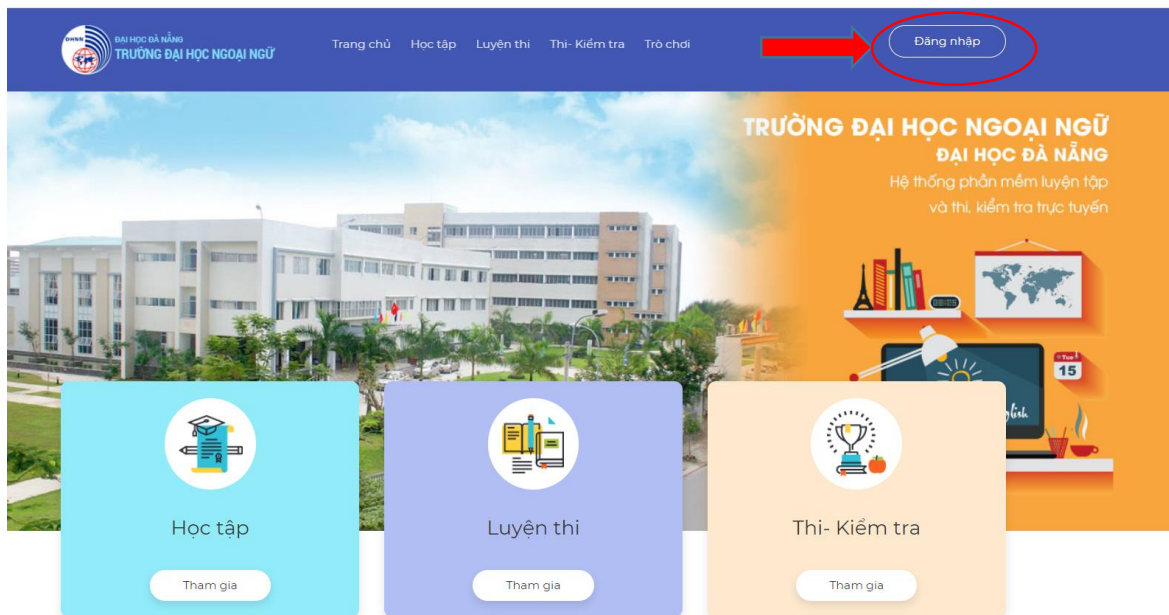 ĐHNN
ĐẠI HỌC ĐÀ NẴNG
TRƯỜNG ĐẠI HỌC NGOẠI NGỮ
Trang chủ Học tập Luyện thi Thi- Kiểm tra Trò chơi
Đăng nhập
TRƯỜNG ĐẠI HỌC NGOẠI NGỮ
ĐẠI HỌC ĐÀ NẴNG
Hệ thống phần mềm luyện tập
và thi, kiểm tra trực tuyến
Tue
15
Học tập
Luyện thi
Thi- Kiểm tra
Tham gia
Tham gia
Tham gia